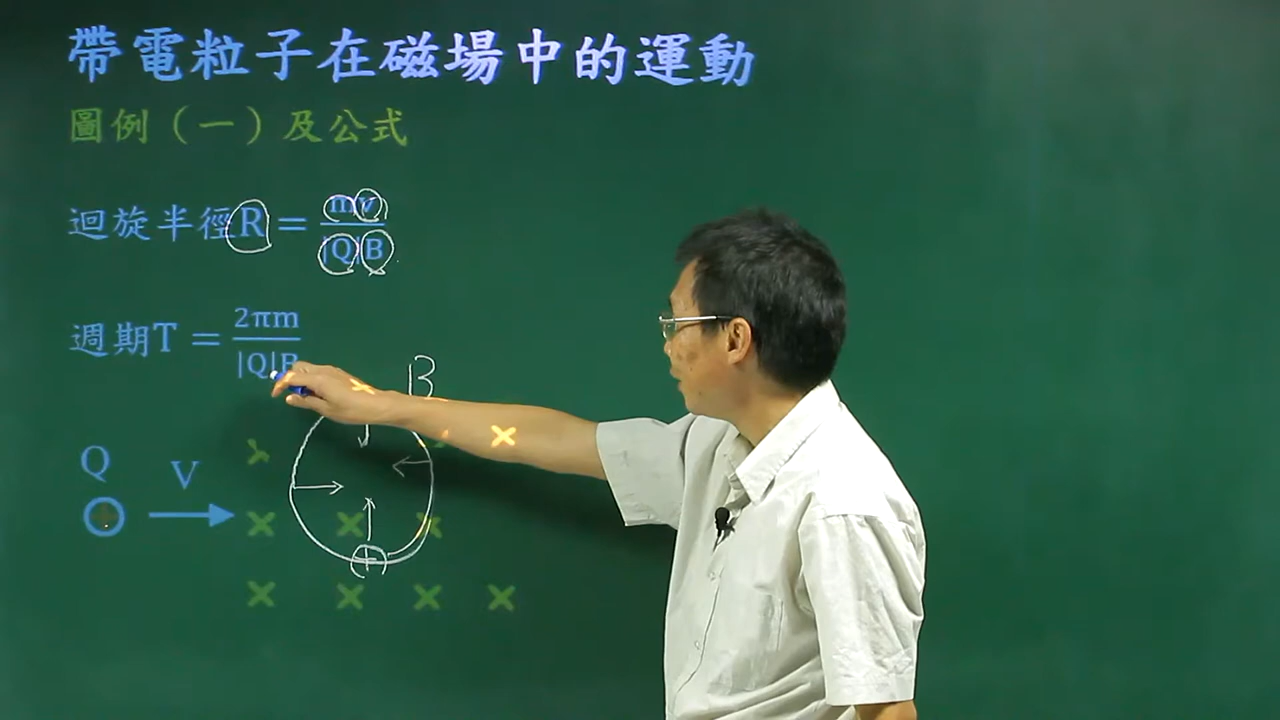 帶電粒子在磁場中的運動
圖例（一）及公式
迴旋半徑R = mv / |Q|B
週期T = 2πm / |Q|B
B
Q
V
+